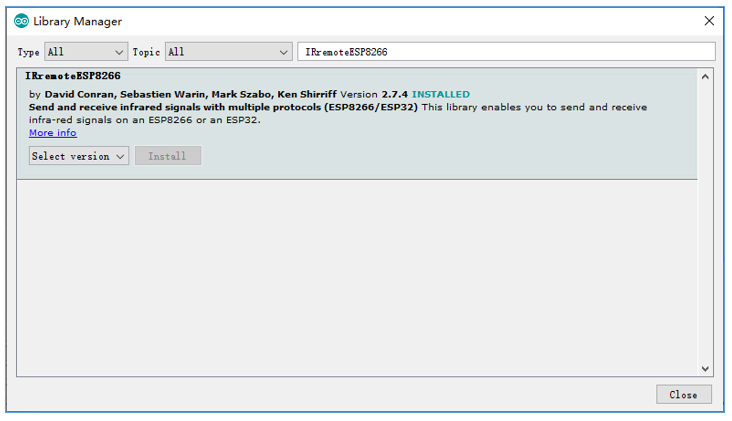 Library Manager
Type All Topic All IRremoteESP8266
IRremoteESP8266
by David Conran, Sebastien Warin, Mark Szabo, Ken Shirriff Version 2.7.4 INSTALLED
Send and receive infrared signals with multiple protocols (ESP8266/ESP32) This library enables you to send and receive
infra-red signals on an ESP8266 or an ESP32.
More info
Select version Install
Close